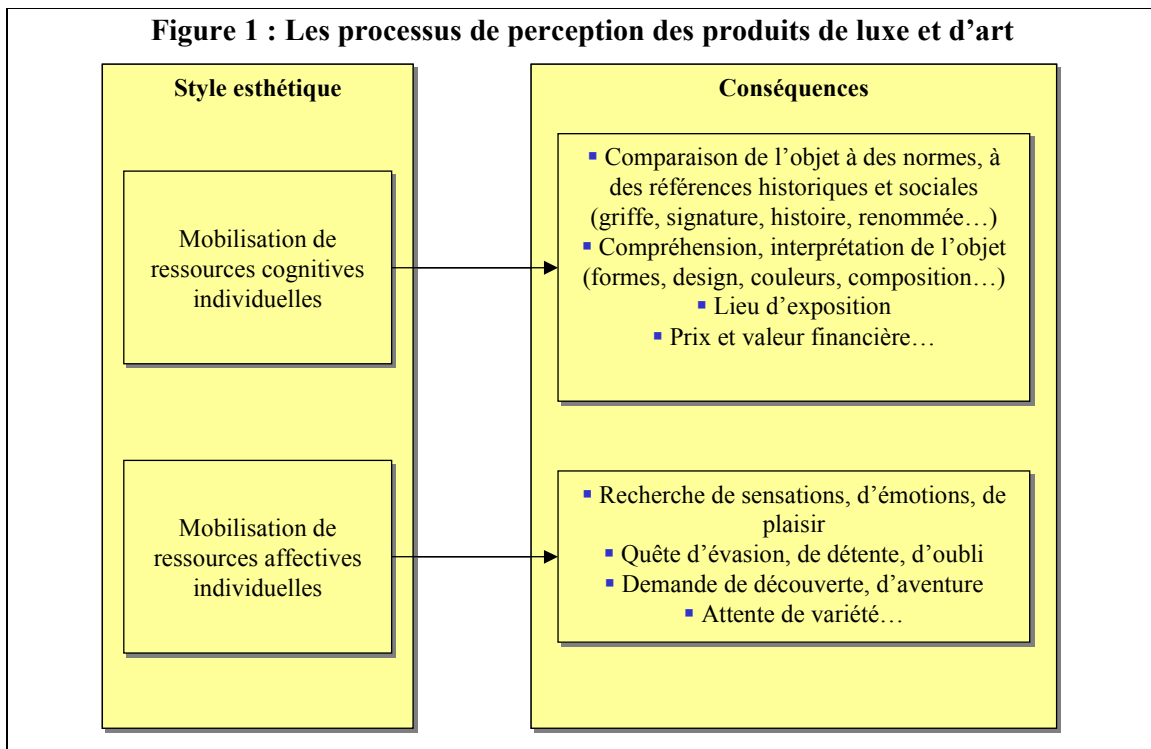 Figure 1 : Les processus de perception des produits de luxe et d’art
Style esthétique
Mobilisation de
ressources cognitives
individuelles
Mobilisation de
ressources affectives
individuelles
Conséquences
▪ Comparaison de l’objet à des normes, à
des références historiques et sociales
(griffe, signature, histoire, renommée…)
▪ Compréhension, interprétation de l’objet
(formes, design, couleurs, composition…)
▪ Lieu d’exposition
▪ Prix et valeur financière…
▪ Recherche de sensations, d’émotions, de
plaisir
▪ Quête d’évasion, de détente, d’oubli
▪ Demande de découverte, d’aventure
▪ Attente de variété…